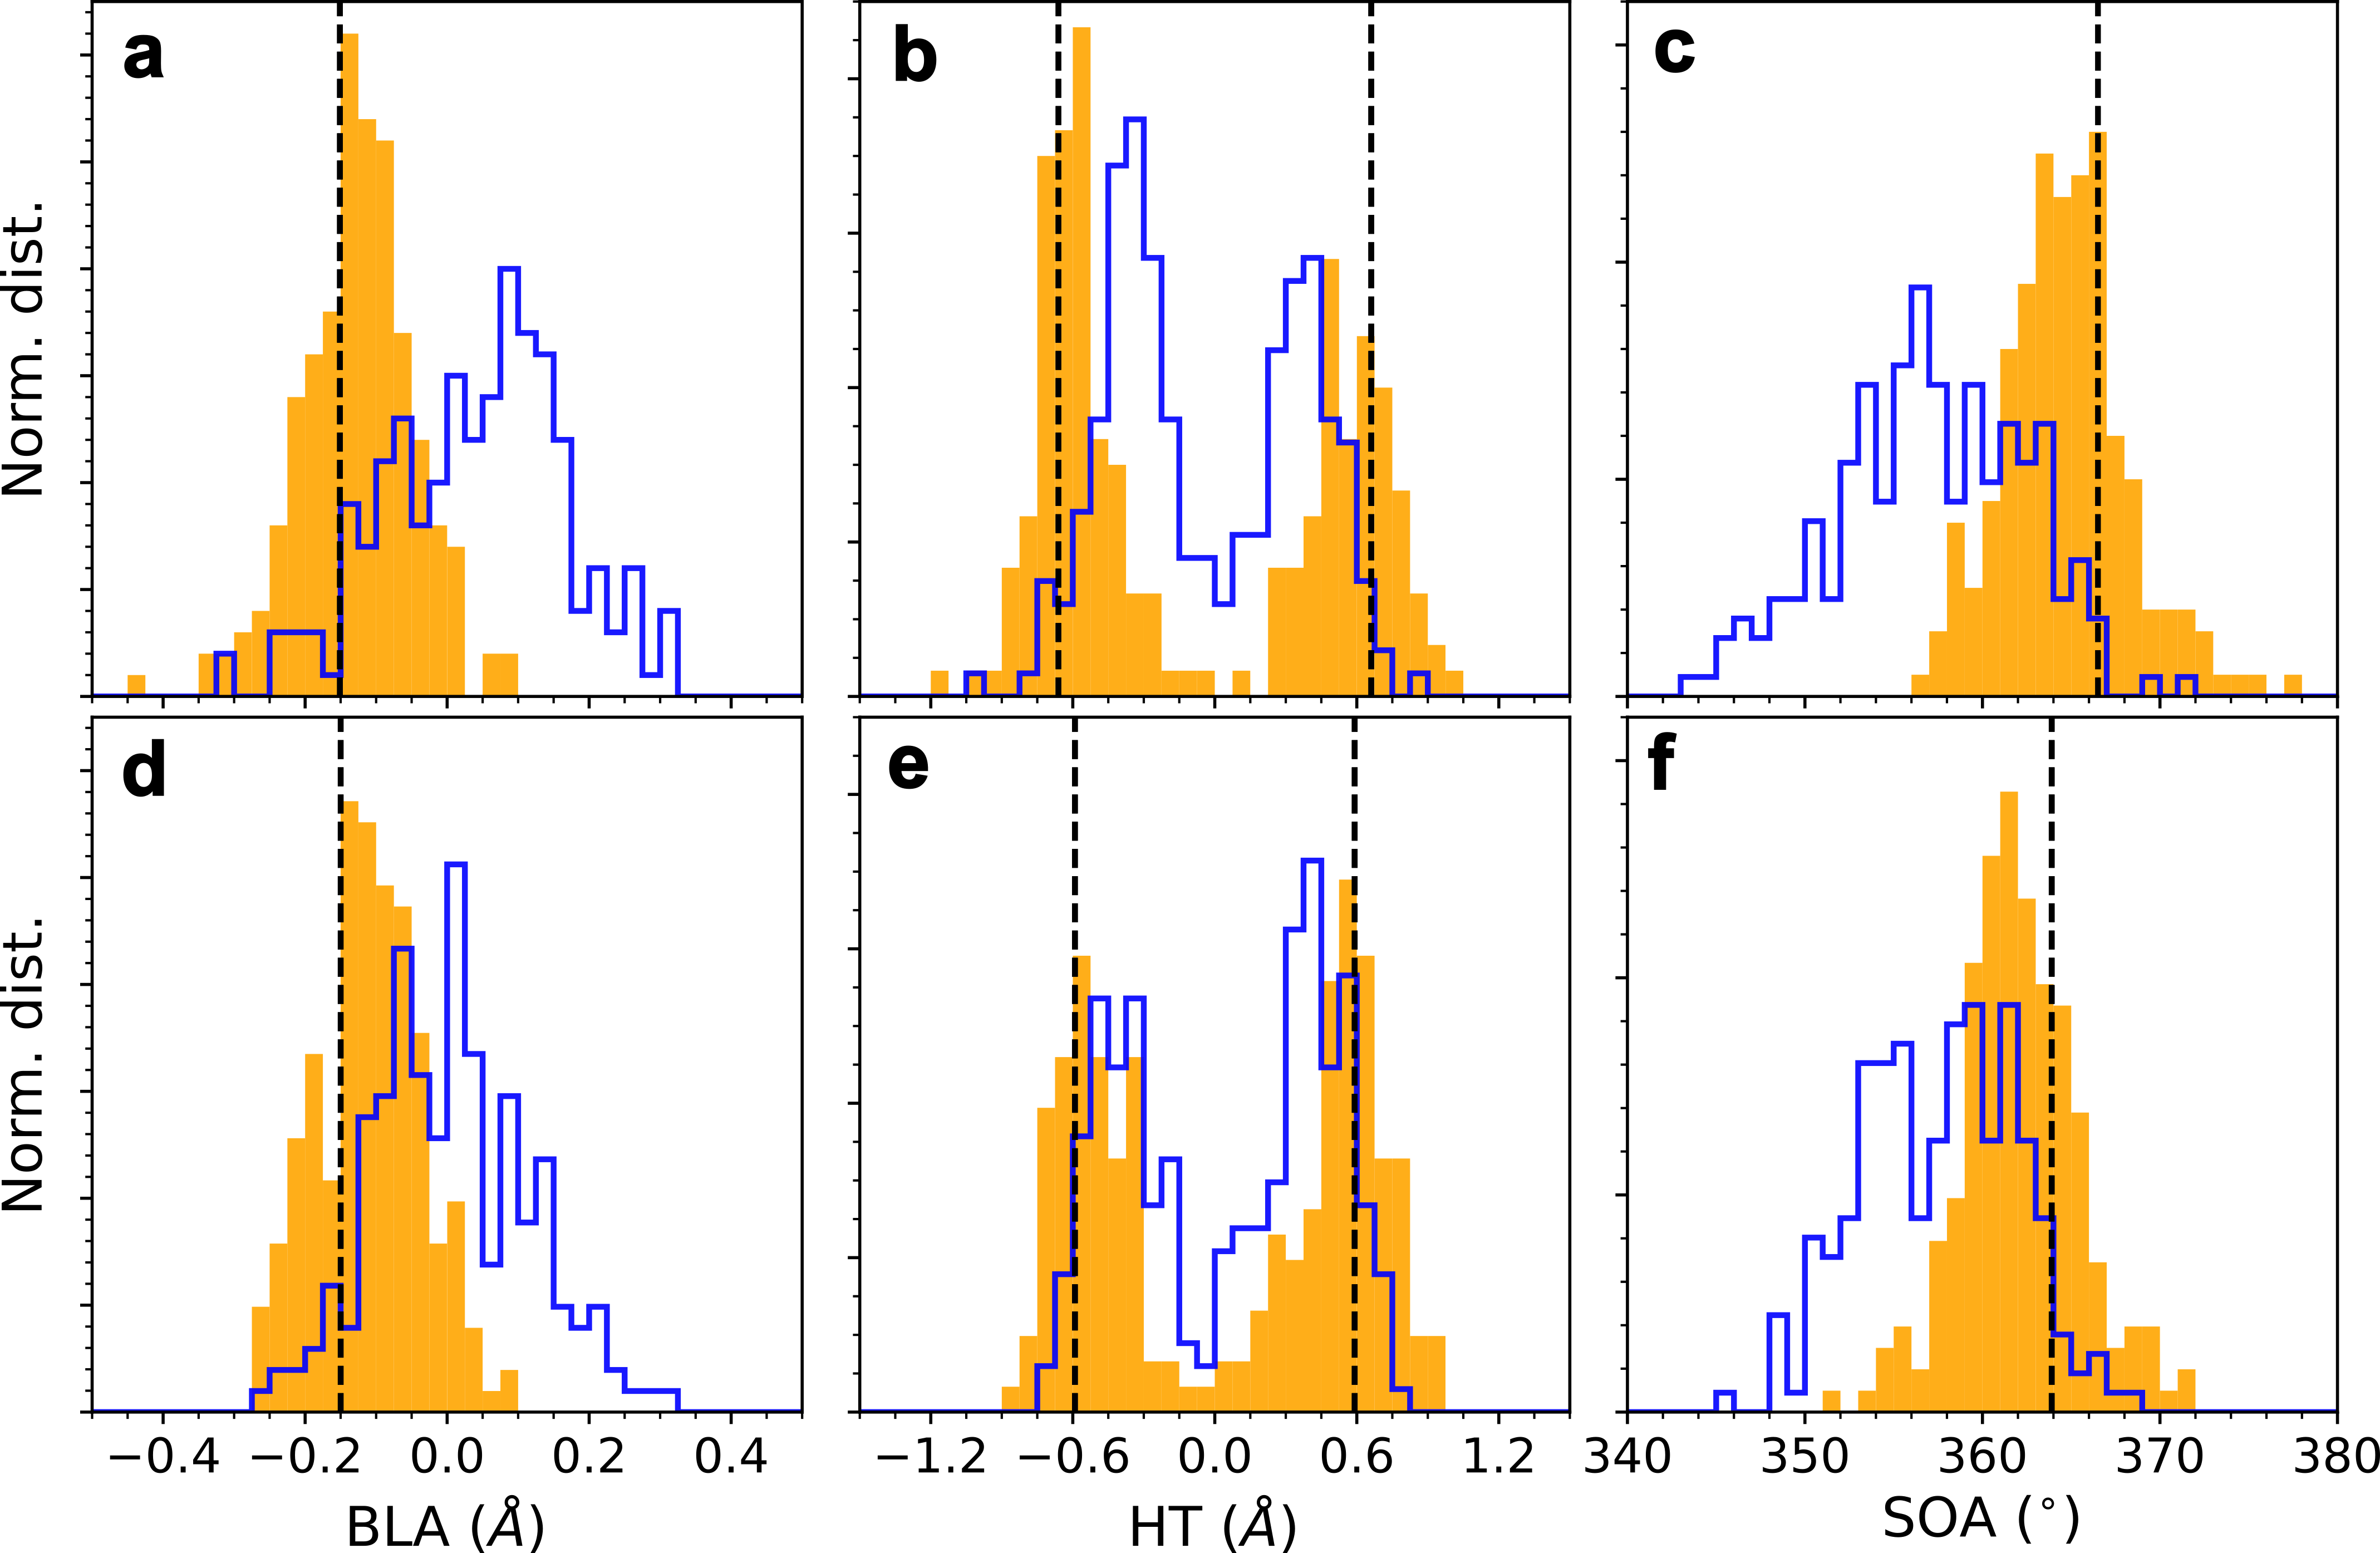 a
b
c
Norm. dist.
d
e
f
Norm. dist.
−0.4 −0.2 0.0 0.2 0.4
−1.2 −0.6 0.0 0.6 1.2
340 350 360 370 380
BLA (Å)
HT (Å)
SOA (°)